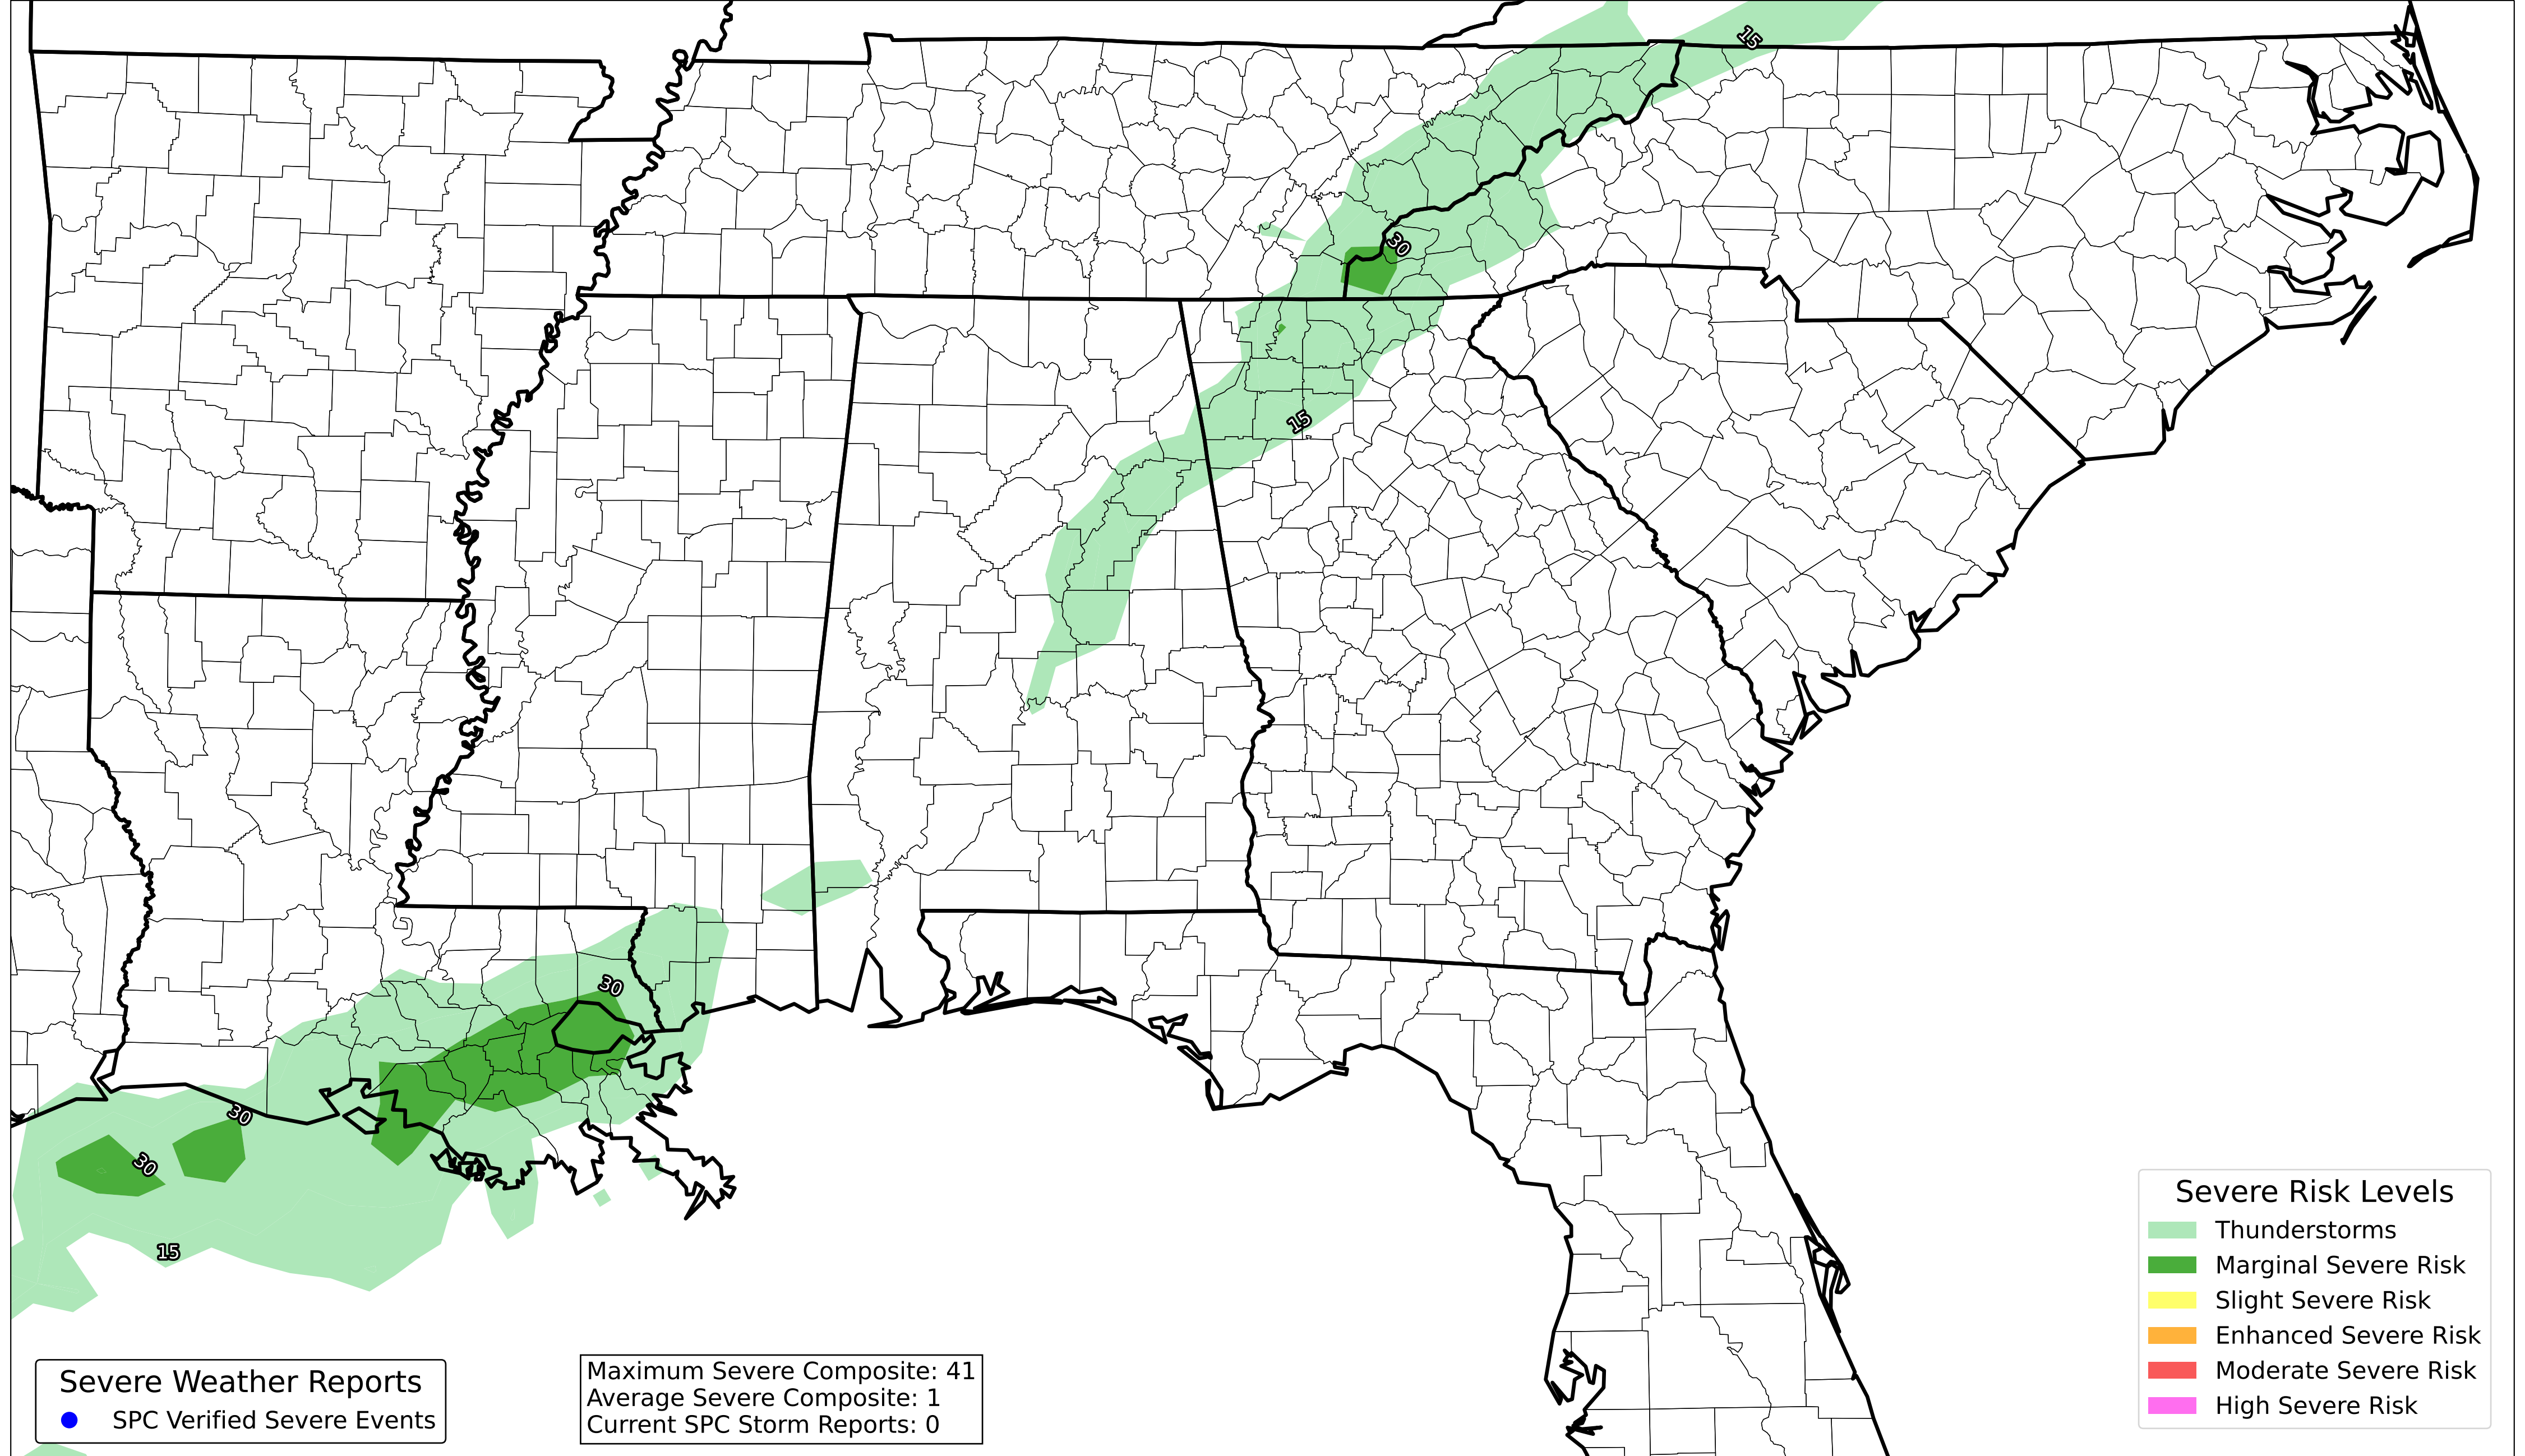 15
30
15
30
30
30
15
Severe Risk Levels
Thunderstorms
Marginal Severe Risk
Slight Severe Risk
Enhanced Severe Risk
Moderate Severe Risk
High Severe Risk
Severe Weather Reports
SPC Verified Severe Events
Maximum Severe Composite: 41
Average Severe Composite: 1
Current SPC Storm Reports: 0